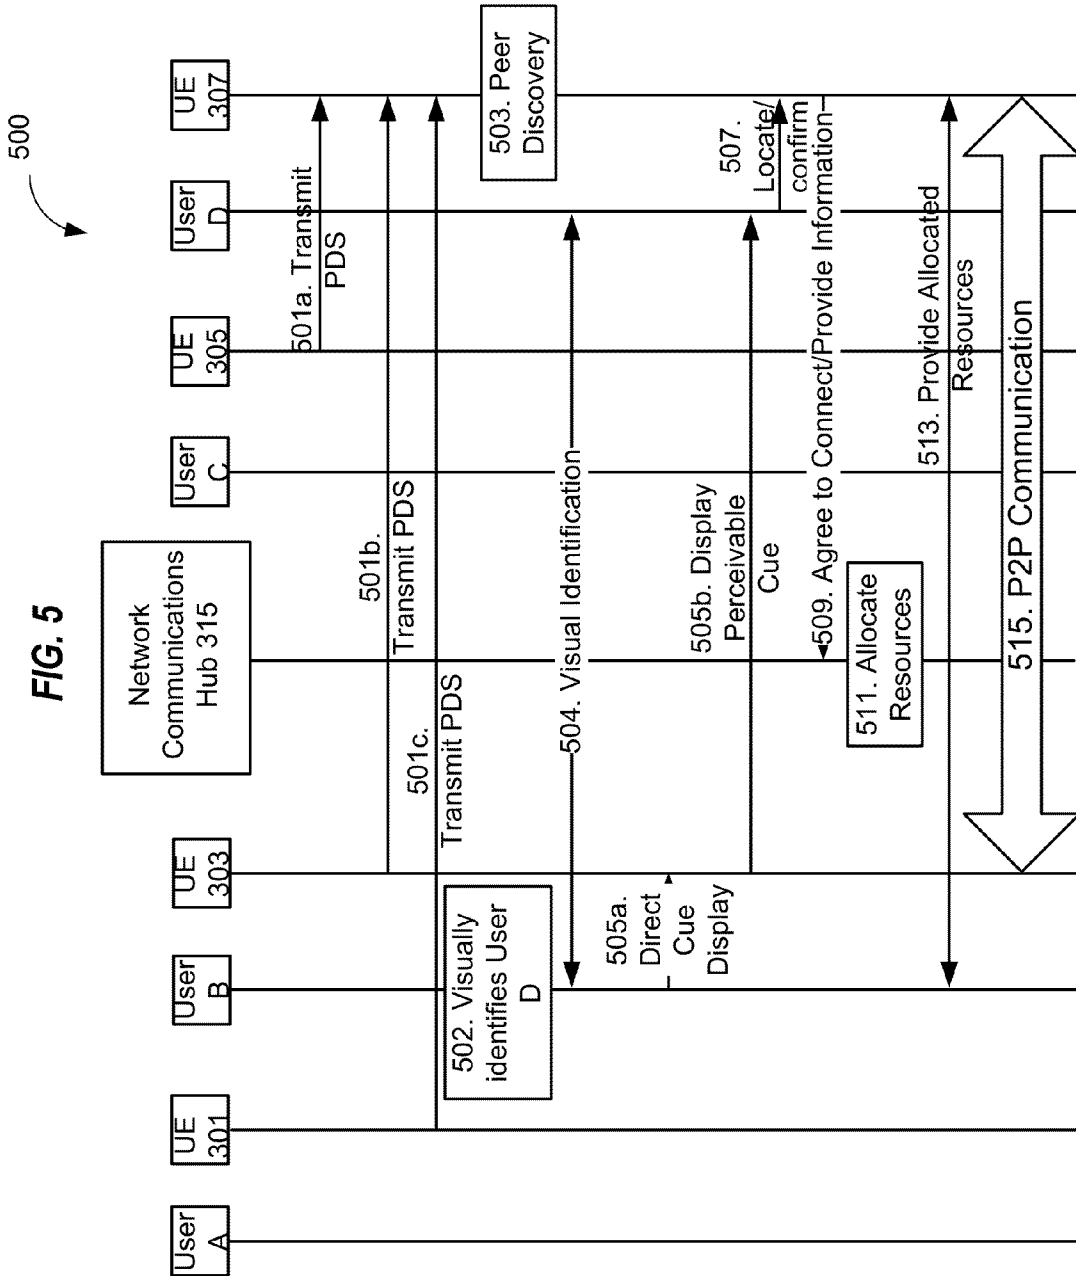 FIG. 5
500
User
A
UE
301
User
B
UE
303
Network
Communications
Hub 315
User
C
UE
305
User
D
UE
307
501a. Transmit
PDS
501b.
Transmit PDS
501c.
Transmit PDS
502. Visually
identifies User
D
503. Peer
Discovery
504. Visual Identification
505a.
Direct
Cue
Display
505b. Display
Perceivable
Cue
507.
Locate/
confirm
509. Agree to Connect/Provide Information
511. Allocate
Resources
513. Provide Allocated
Resources
515. P2P Communication